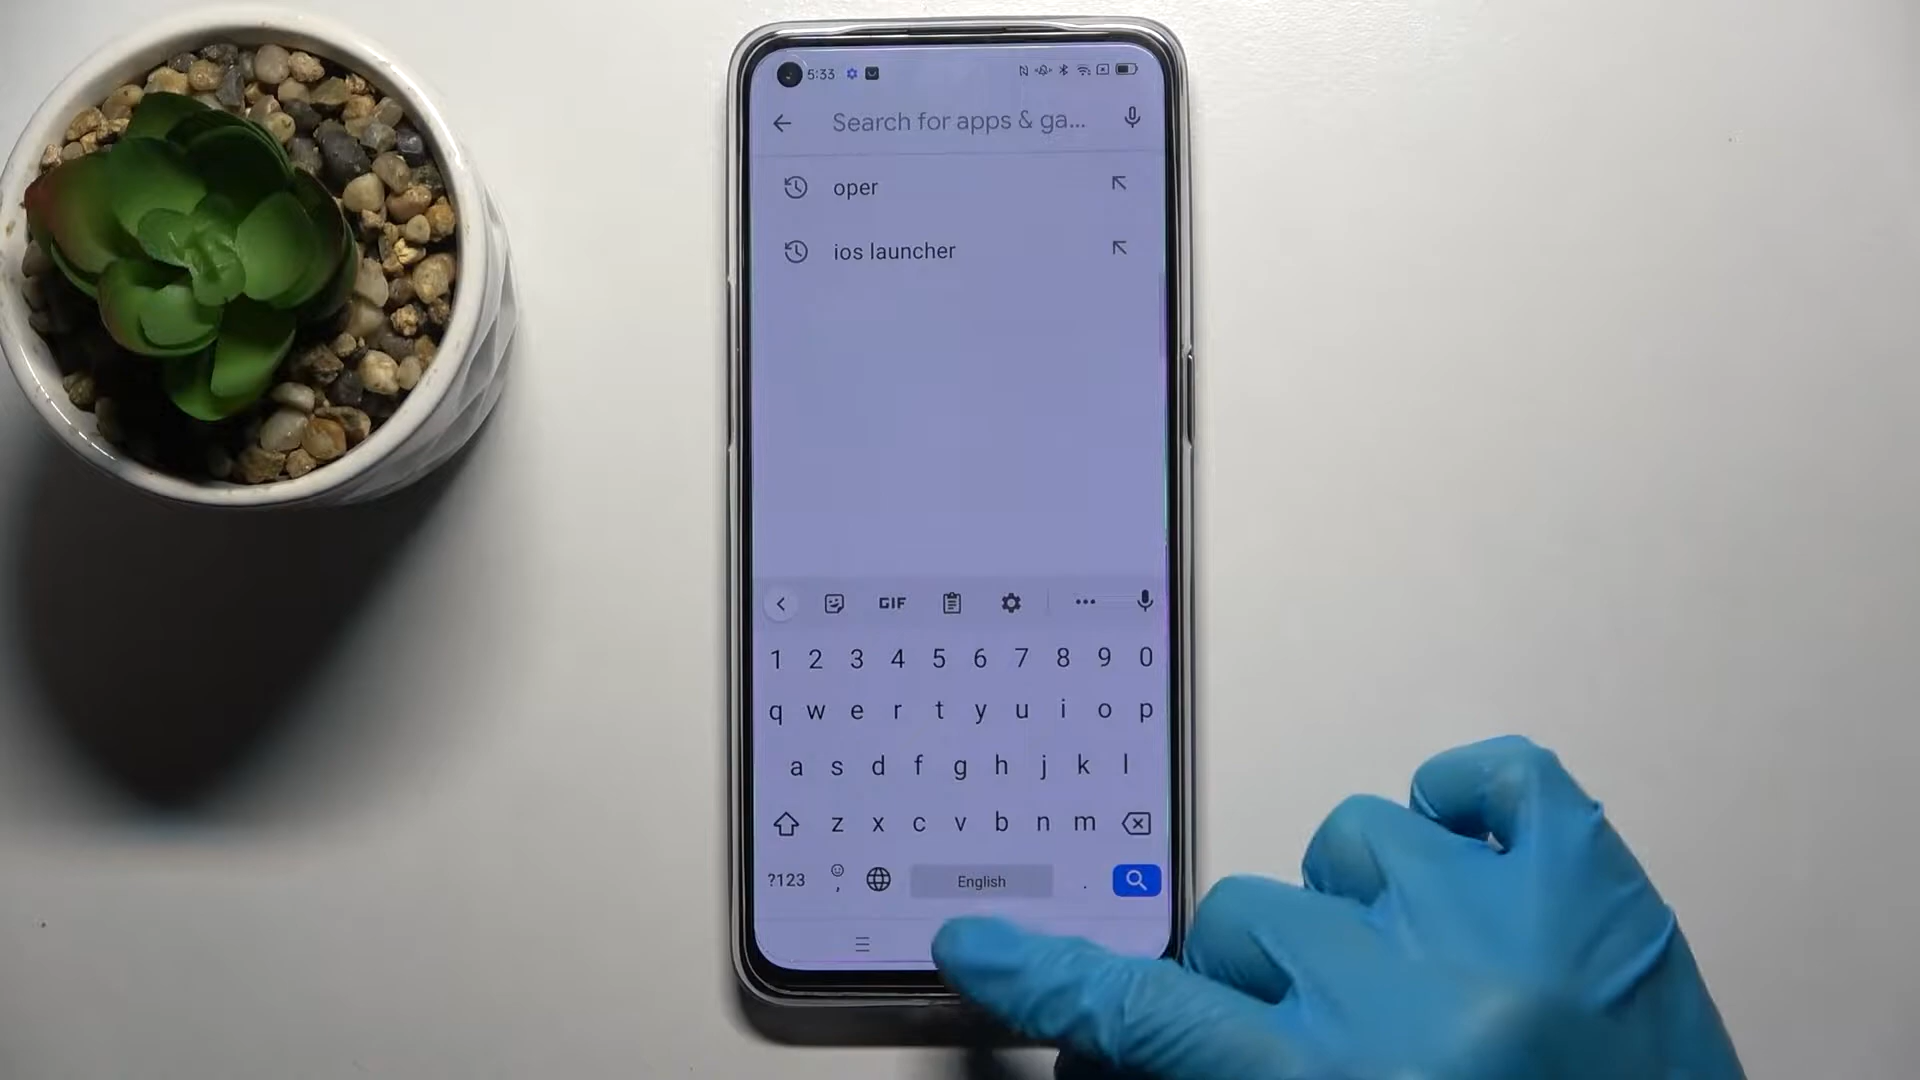 5:33
Search for apps & ga...
oper
ios launcher
GIF
1 2 3 4 5 6 7 8 9 0
q w e r t y u i o p
a s d f g h j k l
z x c v b n m
?123 , English .